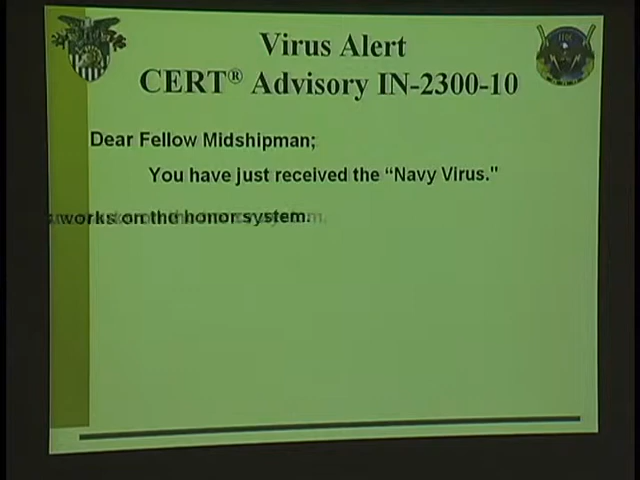 Virus Alert
CERT® Advisory IN-2300-10
Dear Fellow Midshipman;
You have just received the “Navy Virus.”
works on the honor system.